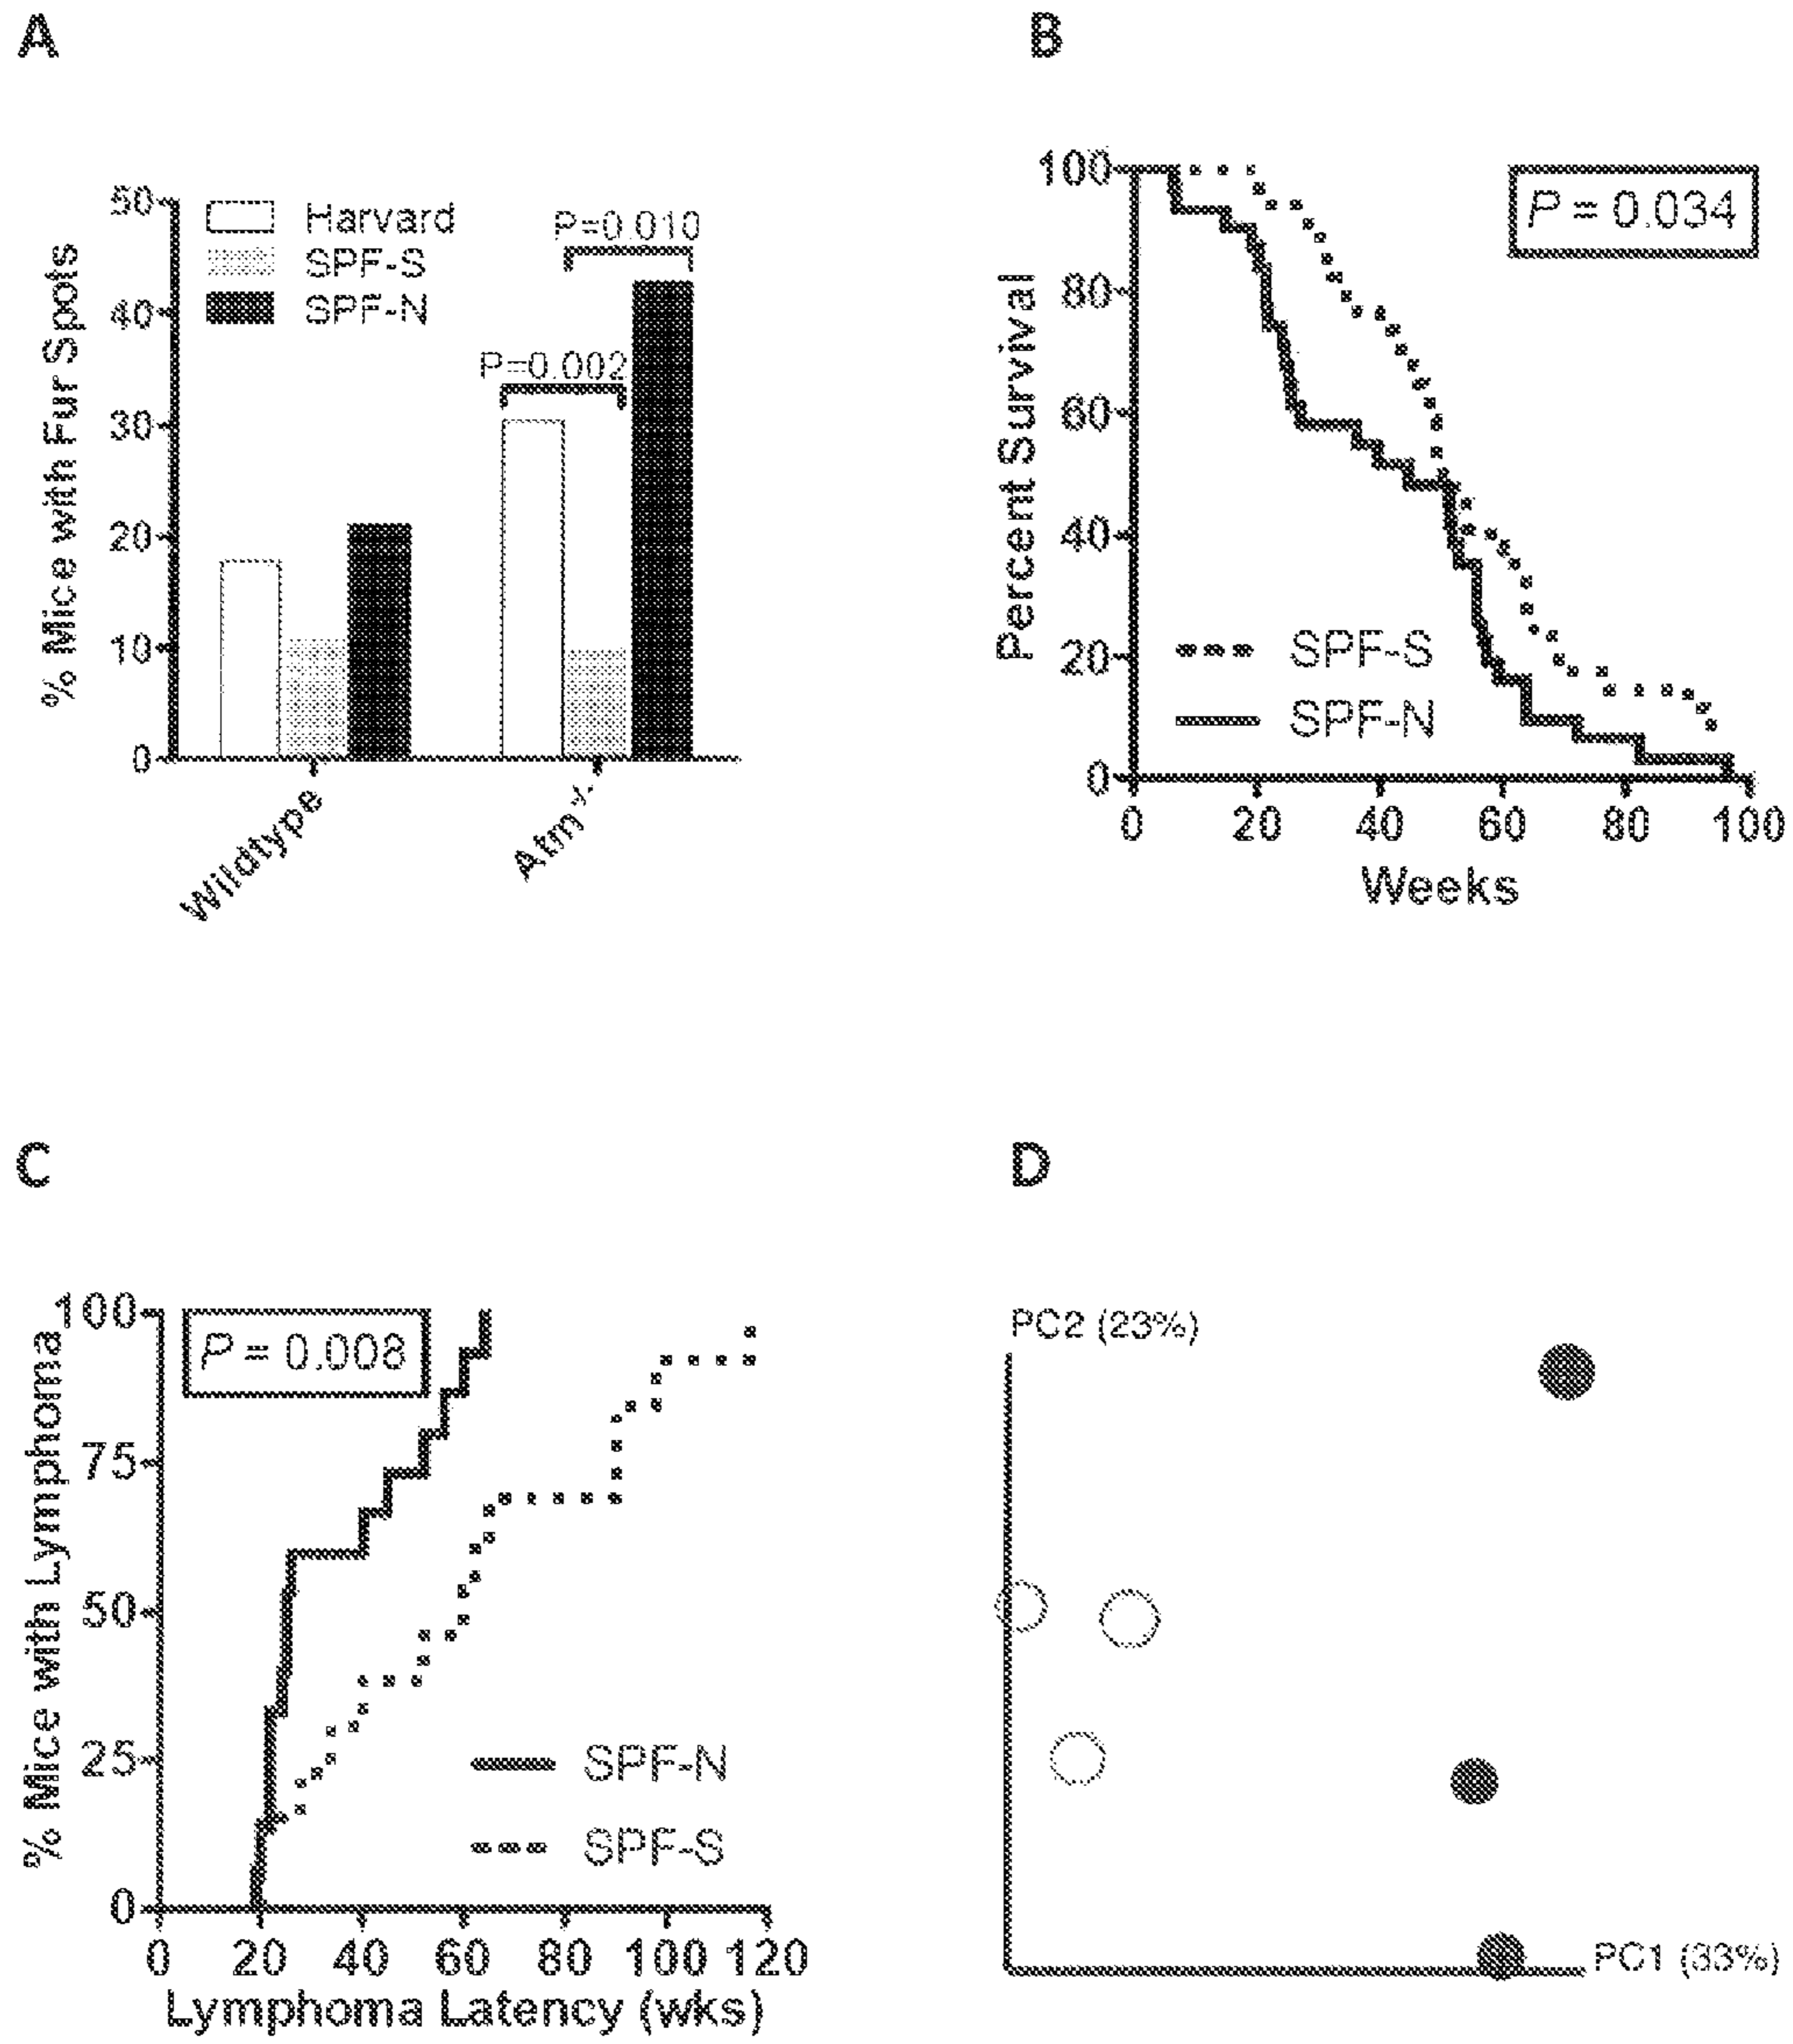 A
50
40
30
20
10
0
% Mice with Fur Spots
Harvard
SPF-S
SPF-N
P=0.010
P=0.002
Wildtype
Atm -/-
B
100
80
60
40
20
0
Percent Survival
P = 0.034
SPF-S
SPF-N
0 20 40 60 80 100
Weeks
C
100
75
50
25
0
% Mice with Lymphoma
P = 0.008
SPF-N
SPF-S
0 20 40 60 80 100 120
Lymphoma Latency (wks)
D
PC2 (23%)
PC1 (33%)